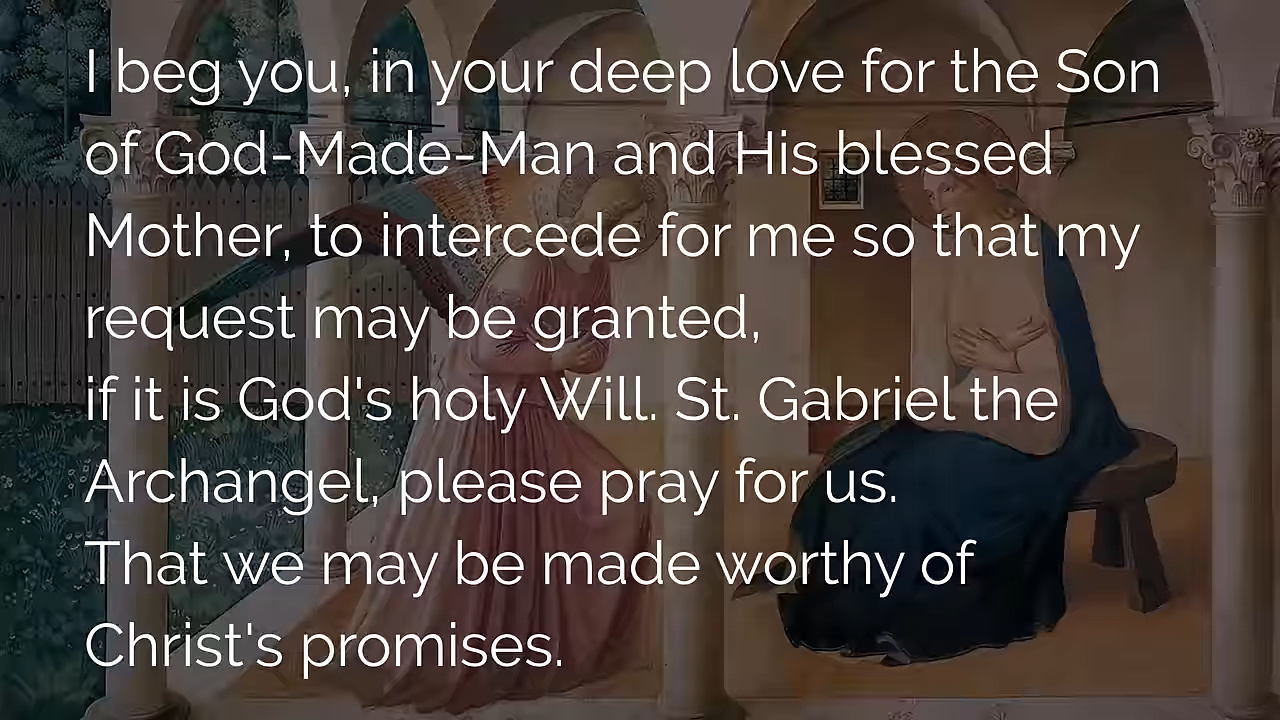 I beg you, in your deep love for the Son
of God-Made-Man and His blessed
Mother, to intercede for me so that my
request may be granted,
if it is God's holy Will. St. Gabriel the
Archangel, please pray for us.
That we may be made worthy of
Christ's promises.